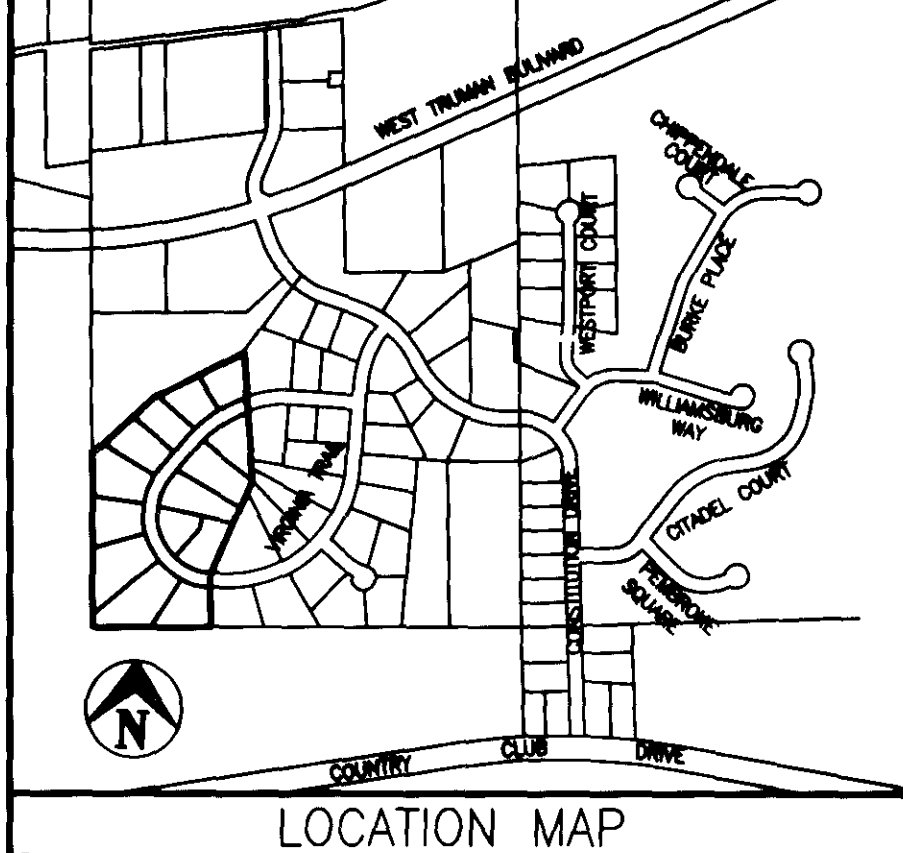 WEST TRUMAN BULIVARD
CHIPPENDALE
COURT
WESTPORT COURT
BURKE PLACE
WILLIAMSBURG
WAY
VIRGINIA TRAIL
CITADEL COURT
CONSTITUTION DRIVE
PEMBROKE
SQUARE
N
COUNTRY CLUB DRIVE
LOCATION MAP